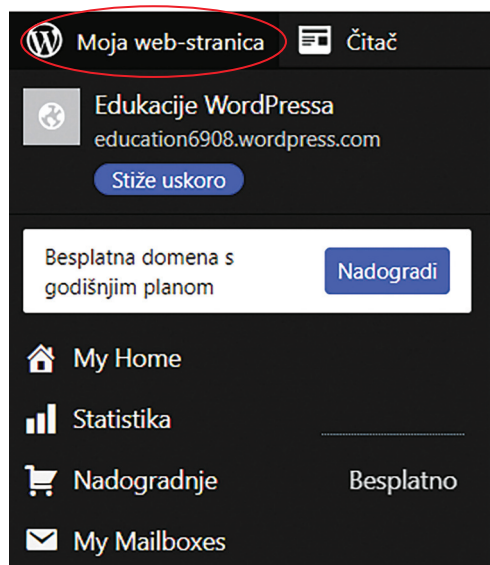 Moja web-stranica Čitač
Edukacije WordPressa
education6908.wordpress.com
Stiže uskoro
Besplatna domena s
godišnjim planom
Nadogradi
My Home
Statistika
Nadogradnje Besplatno
My Mailboxes